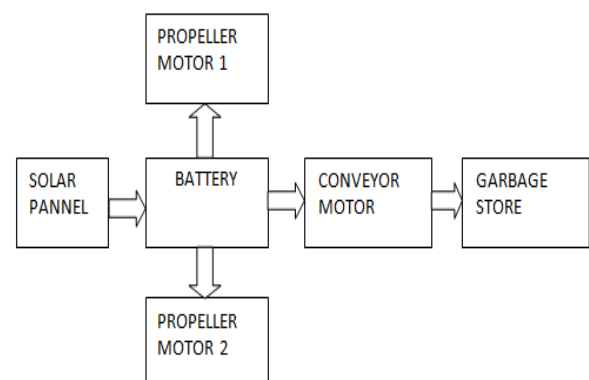 PROPELLER
MOTOR 1
SOLAR
PANNEL
BATTERY
CONVEYOR
MOTOR
GARBAGE
STORE
PROPELLER
MOTOR 2